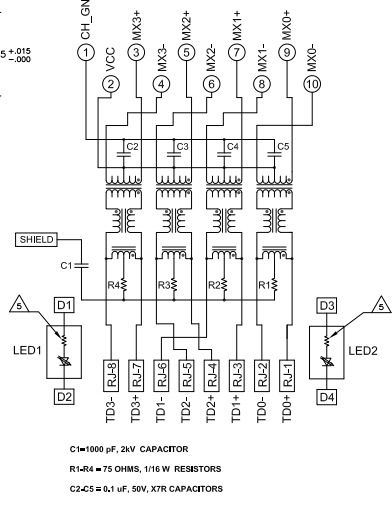 CH_GN
VCC
MX3+
MX3-
MX2+
MX2-
MX1+
MX1-
MX0+
MX0-
5 +.015
-.000
1
2
3
4
5
6
7
8
9
10
C2
C3
C4
C5
SHIELD
C1
R4
R3
R2
R1
5
D1
LED1
D2
D3
5
LED2
D4
RJ-8
RJ-7
RJ-6
RJ-5
RJ-4
RJ-3
RJ-2
RJ-1
TD3-
TD3+
TD1-
TD2-
TD2+
TD1+
TD0-
TD0+
C1=1000 pF, 2kV CAPACITOR
R1-R4 = 75 OHMS, 1/16 W RESISTORS
C2-C5 = 0.1 uF, 50V, X7R CAPACITORS